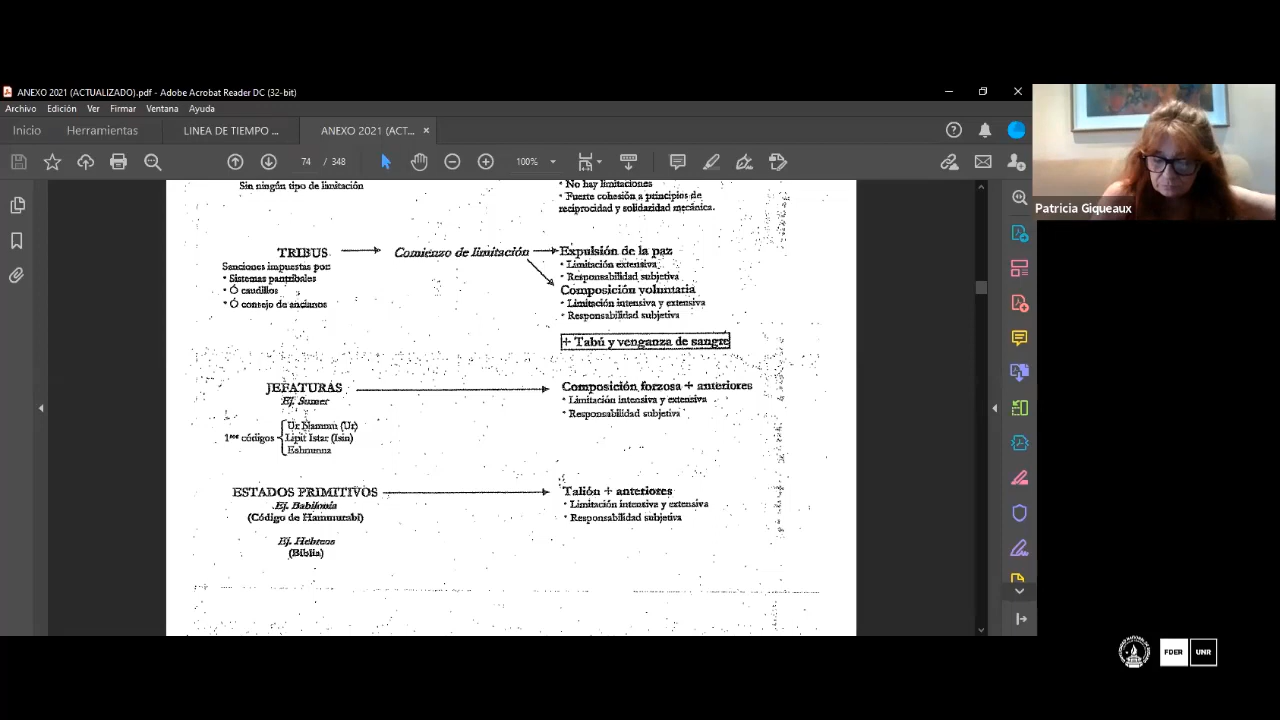 ANEXO 2021 (ACTUALIZADO).pdf - Adobe Acrobat Reader DC (32-bit)
Archivo Edición Ver Firmar Ventana Ayuda
Inicio Herramientas LINEA DE TIEMPO ... ANEXO 2021 (ACT... ×
74 / 348 100%
Patricia Giqueaux
Sin ningún tipo de limitación
* No hay limitaciones
* Fuerte cohesión a principios de
reciprocidad y solidaridad mecánica.
TRIBUS
Sanciones impuestas por:
* Sistemas pantribales
* Ó caudillos
* Ó consejo de ancianos
Comienzo de limitación
Expulsión de la paz
* Limitación extensiva
* Responsabilidad subjetiva
Composición voluntaria
* Limitación intensiva y extensiva
* Responsabilidad subjetiva
+ Tabú y venganza de sangre
JEFATURAS
Ej. Sumer
1ros códigos
Ur Nammu (Ur)
Lipit Istar (Isin)
Eshnunna
Composición forzosa + anteriores
* Limitación intensiva y extensiva
* Responsabilidad subjetiva
ESTADOS PRIMITIVOS
Ej. Babilonia
(Código de Hammurabi)
Ej. Hebreos
(Biblia)
Talión + anteriores
* Limitación intensiva y extensiva
* Responsabilidad subjetiva
FDER UNR